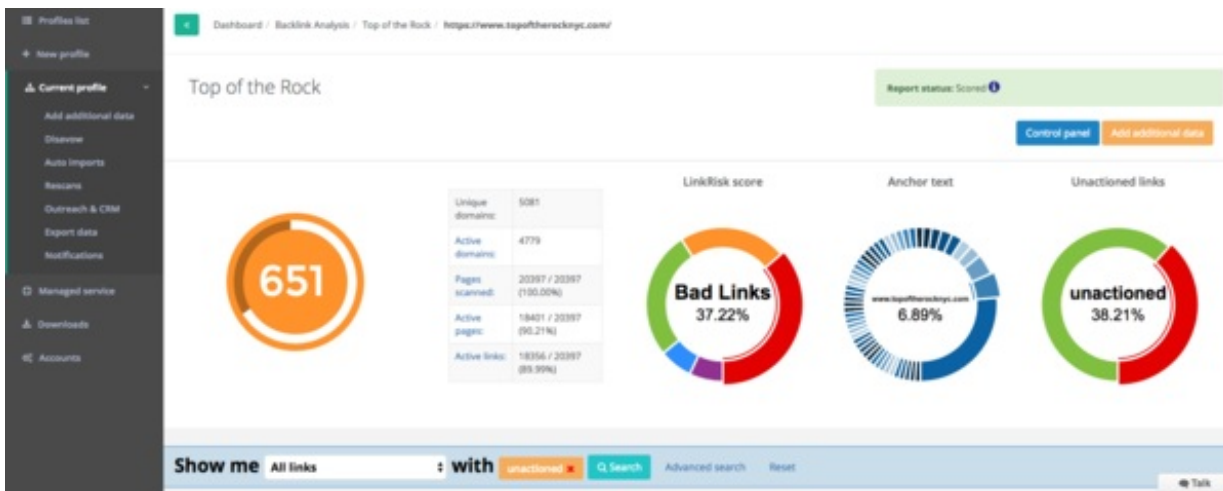 Profiles list
+ New profile
Current profile
Add additional data
Disavow
Auto imports
Rescans
Outreach & CRM
Export data
Notifications
Managed service
Downloads
Accounts
Dashboard / Backlink Analysis / Top of the Rock / https://www.topoftherocknyc.com/
Top of the Rock
Report status: Scored
Control panel
Add additional data
651
Unique domains: 5081
Active domains: 4779
Pages scanned: 20397 / 20397 (100.00%)
Active pages: 18401 / 20397 (90.21%)
Active links: 18356 / 20397 (89.99%)
LinkRisk score
Bad Links
37.22%
Anchor text
www.topoftherocknyc.com
6.89%
Unactioned links
unactioned
38.21%
Show me All links with unactioned Search Advanced search Reset
Talk